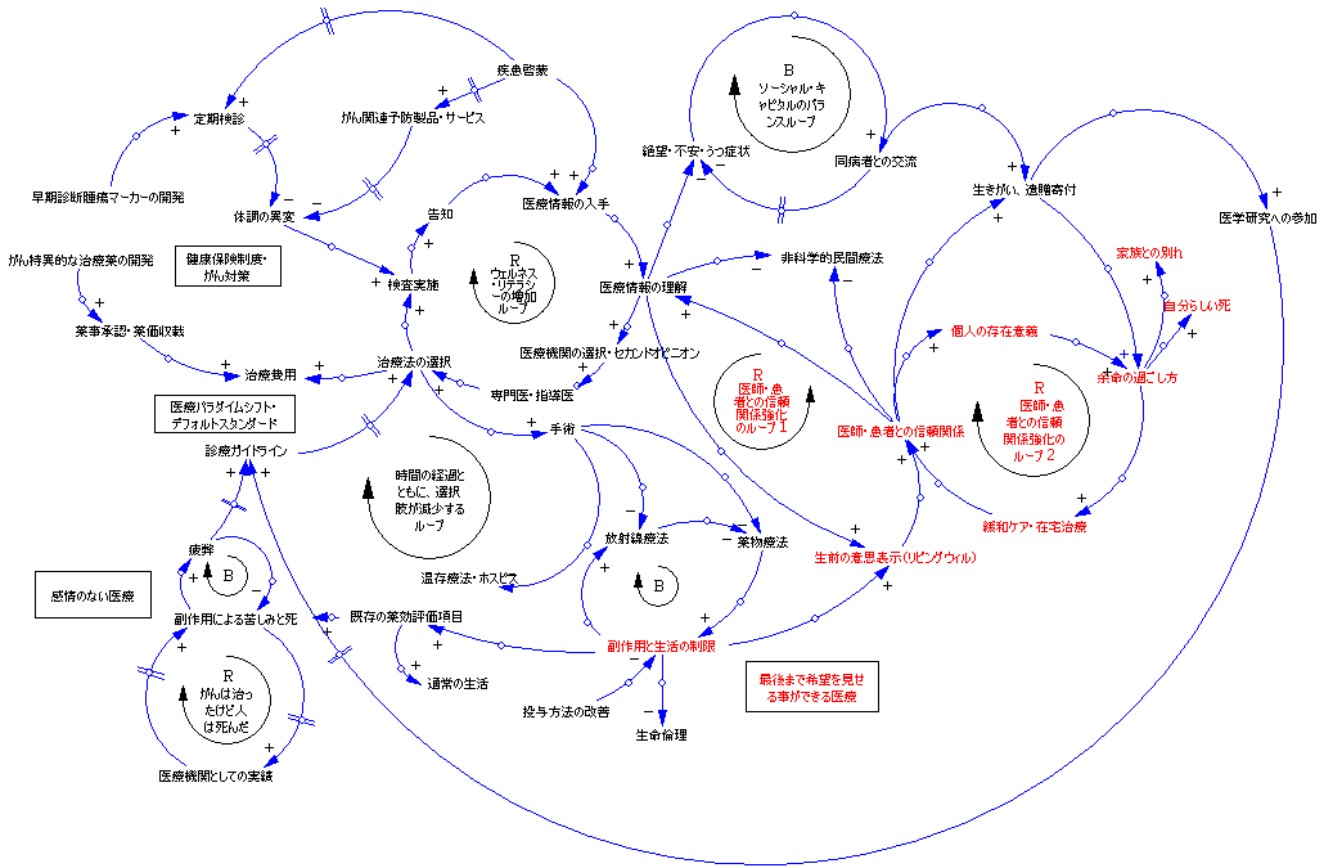 疾患啓蒙
B
ソーシャル・キ
ャピタルのバラ
ンスループ
定期検診
がん関連予防製品・サービス
絶望・不安・うつ症状
同病者との交流
生きがい、遺贈寄付
早期診断腫瘍マーカーの開発
体調の異変
告知
医療情報の入手
医学研究への参加
健康保険制度・
がん対策
がん特異的な治療薬の開発
検査実施
R
ウェルネス
・リテラシ
ーの増加
ループ
医療情報の理解
非科学的民間療法
家族との別れ
自分らしい死
薬事承認・薬価収載
治療費用
治療法の選択
医療機関の選択・セカンドオピニオン
専門医・指導医
個人の存在意義
余命の過ごし方
R
医師・患
者との信頼
関係強化
のループ1
R
医師・患
者との信頼
関係強化の
ループ2
医療パラダイムシフト・
デフォルトスタンダード
診療ガイドライン
手術
医師・患者との信頼関係
時間の経過と
ともに、選択
肢が減少する
ループ
緩和ケア・在宅治療
放射線療法
薬物療法
生前の意思表示(リビングウィル)
疲弊
B
温存療法・ホスピス
B
感情のない医療
副作用による苦しみと死
既存の薬効評価項目
副作用と生活の制限
R
がんは治っ
たけど人
は死んだ
通常の生活
投与方法の改善
生命倫理
最後まで希望を見せ
る事ができる医療
医療機関としての実績